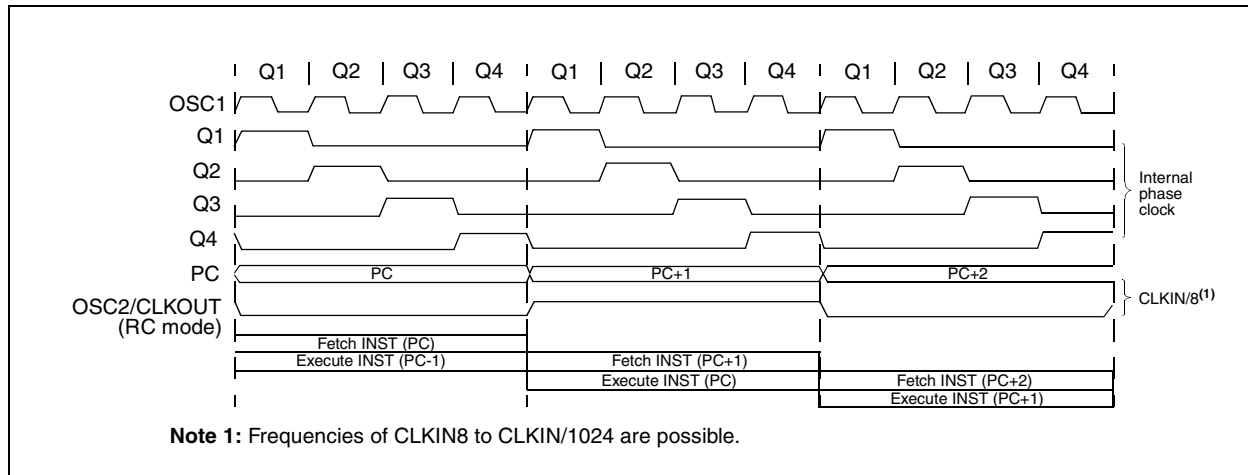 Q1 Q2 Q3 Q4 Q1 Q2 Q3 Q4 Q1 Q2 Q3 Q4
OSC1
Q1
Q2
Q3
Q4
Internal
phase
clock
PC PC PC+1 PC+2
OSC2/CLKOUT
(RC mode)
CLKIN/8(1)
Fetch INST (PC)
Execute INST (PC-1) Fetch INST (PC+1)
Execute INST (PC) Fetch INST (PC+2)
Execute INST (PC+1)
Note 1: Frequencies of CLKIN8 to CLKIN/1024 are possible.